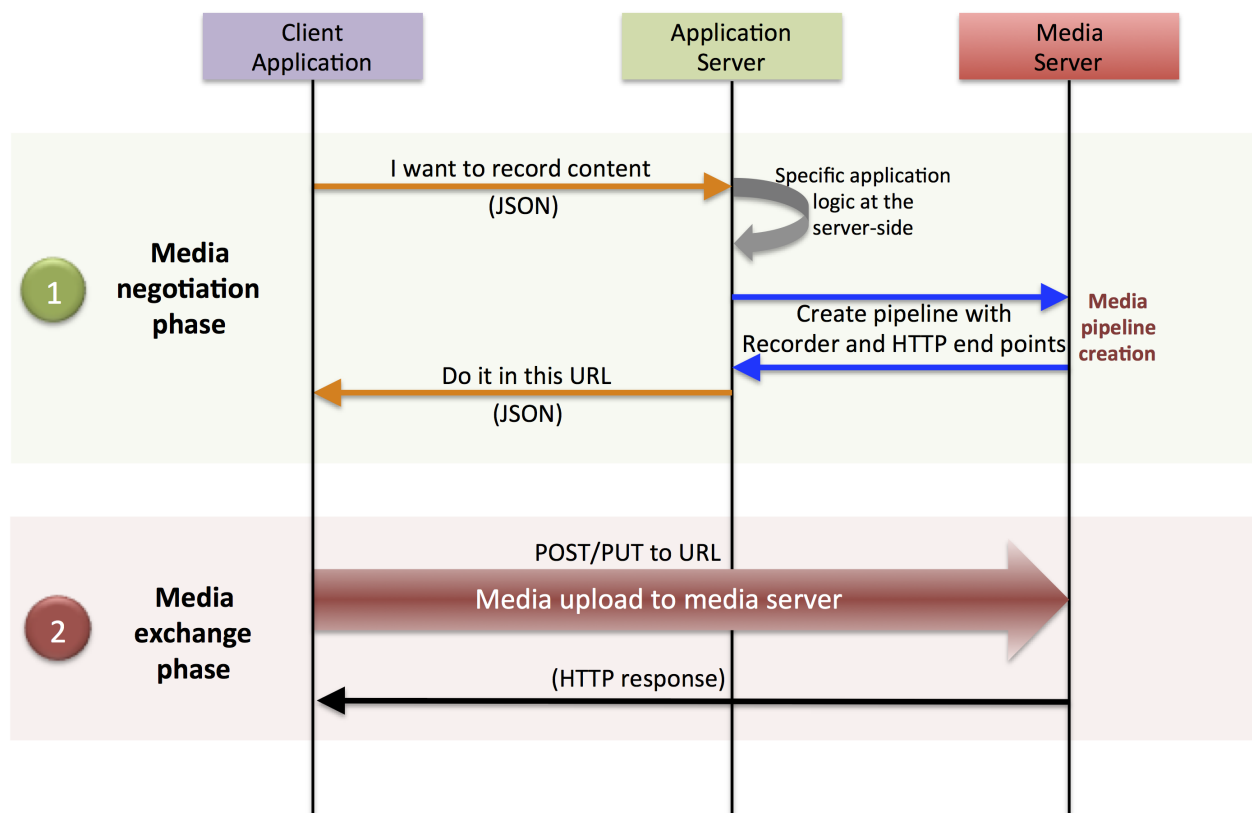 Client
Application
Application
Server
Media
Server
I want to record content
(JSON)
Specific application
logic at the
server-side
1
Media
negotiation
phase
Create pipeline with
Recorder and HTTP end points
Media
pipeline
creation
Do it in this URL
(JSON)
2
Media
exchange
phase
POST/PUT to URL
Media upload to media server
(HTTP response)